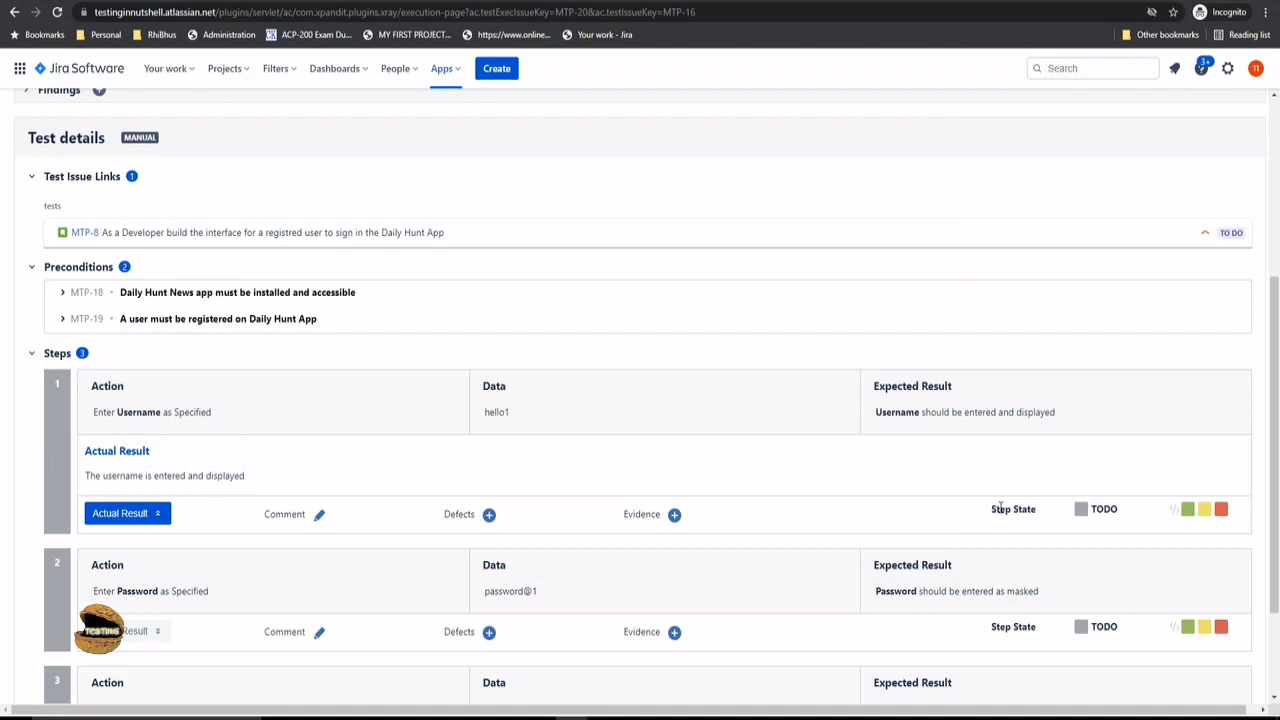 testinginnutshell.atlassian.net/plugins/servlet/ac/com.xpandit.plugins.xray/execution-page?ac.testExecIssueKey=MTP-20&ac.testIssueKey=MTP-16
Incognito
Bookmarks Personal RhiBhus Administration ACP-200 Exam Du... MY FIRST PROJECT... https://www.online... Your work - Jira Other bookmarks Reading list
Jira Software Your work Projects Filters Dashboards People Apps Create Search 3+ TI
Findings
Test details MANUAL
Test Issue Links 1
tests
MTP-8 As a Developer build the interface for a registred user to sign in the Daily Hunt App TO DO
Preconditions 2
MTP-18 - Daily Hunt News app must be installed and accessible
MTP-19 - A user must be registered on Daily Hunt App
Steps 3
1 Action Data Expected Result
Enter Username as Specified hello1 Username should be entered and displayed
Actual Result
The username is entered and displayed
Actual Result Comment Defects Evidence Step State TODO
2 Action Data Expected Result
Enter Password as Specified password@1 Password should be entered as masked
TESTING Result Comment Defects Evidence Step State TODO
3 Action Data Expected Result